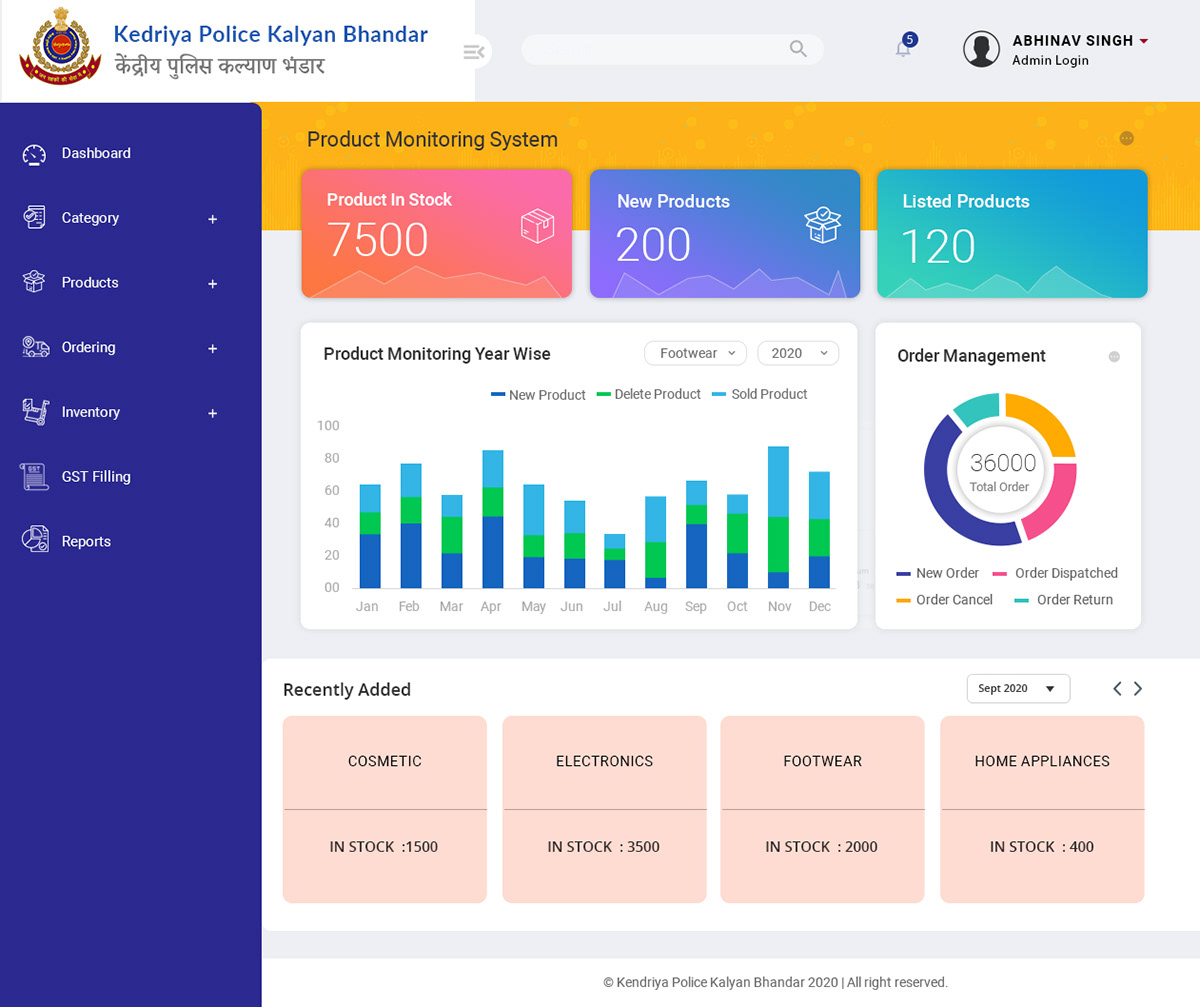 Kedriya Police Kalyan Bhandar
केंद्रीय पुलिस कल्याण भंडार
5
ABHINAV SINGH
Admin Login
Dashboard
Category +
Products +
Ordering +
Inventory +
GST
GST Filling
Reports
Product Monitoring System
Product In Stock
7500
New Products
200
Listed Products
120
Product Monitoring Year Wise
Footwear
2020
New Product Delete Product Sold Product
100
80
60
40
20
00
Jan Feb Mar Apr May Jun Jul Aug Sep Oct Nov Dec
Order Management
36000
Total Order
New Order Order Dispatched
Order Cancel Order Return
Recently Added
Sept 2020
COSMETIC
IN STOCK :1500
ELECTRONICS
IN STOCK : 3500
FOOTWEAR
IN STOCK : 2000
HOME APPLIANCES
IN STOCK : 400
© Kendriya Police Kalyan Bhandar 2020 | All right reserved.